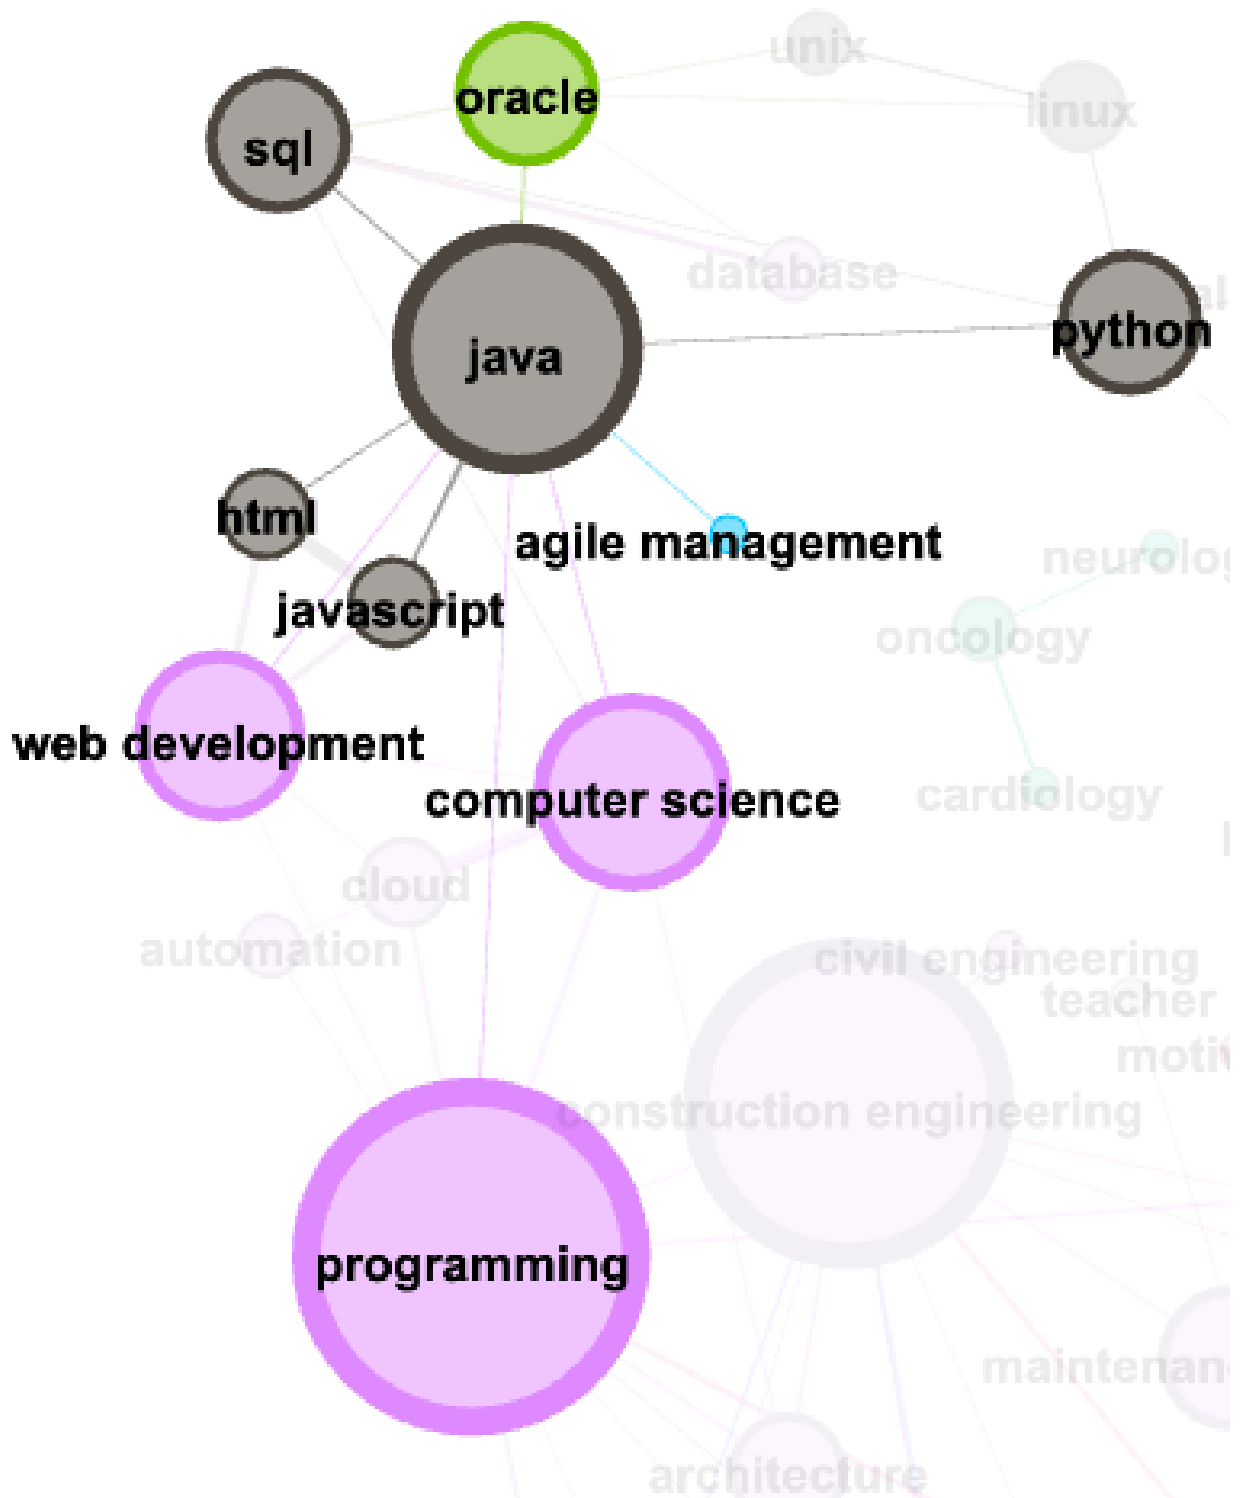 unix
oracle
linux
sql
database
python
java
html
agile management
neurolog
javascript
oncology
web development
computer science
cardiology
cloud
automation
civil engineering
teacher
moti
construction engineering
programming
maintenan
architecture